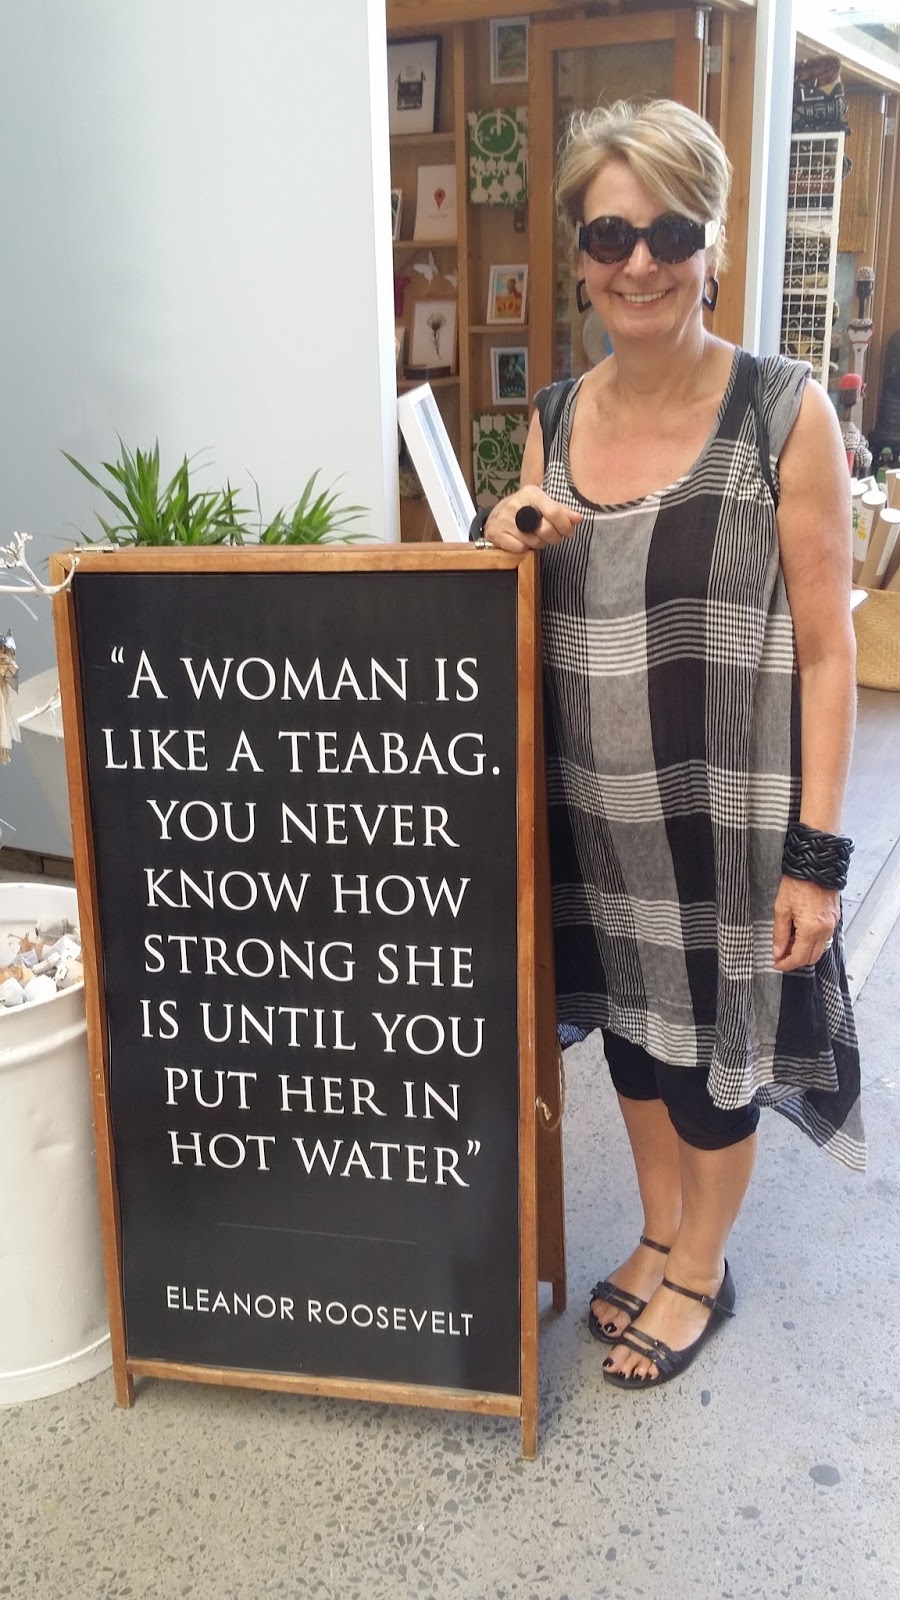 “A WOMAN IS
LIKE A TEABAG.
YOU NEVER
KNOW HOW
STRONG SHE
IS UNTIL YOU
PUT HER IN
HOT WATER”
ELEANOR ROOSEVELT